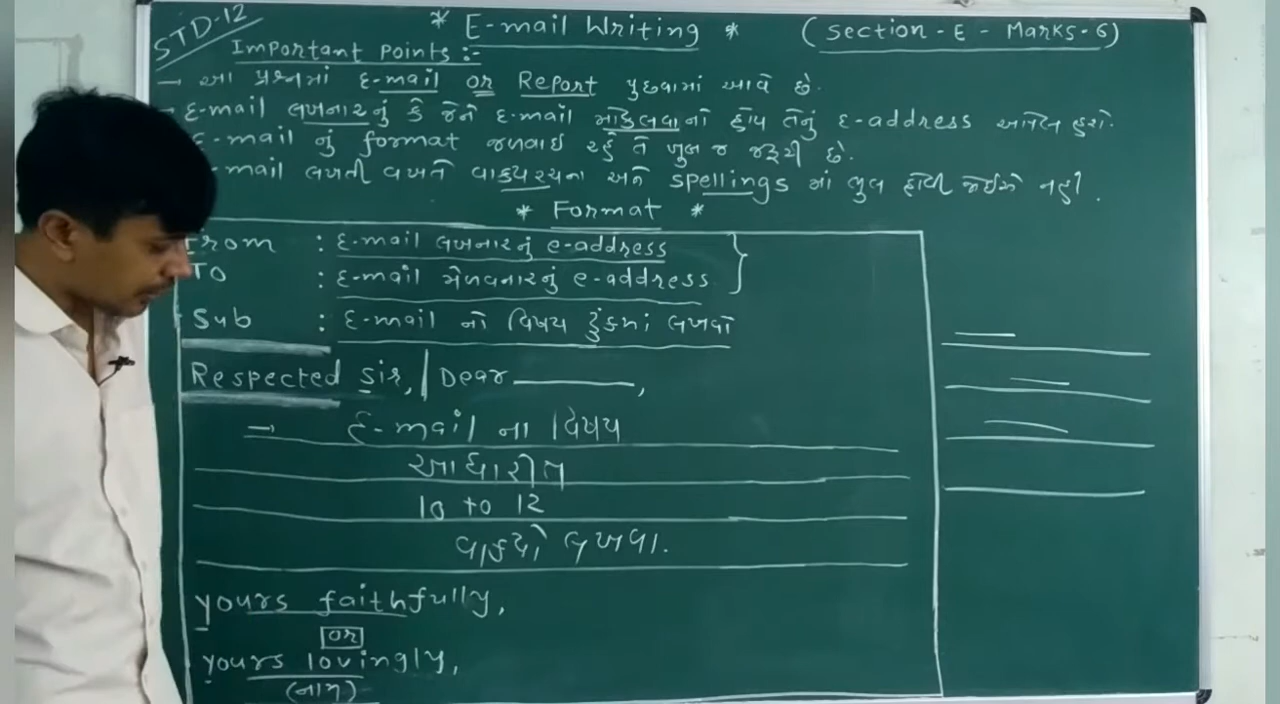 STD-12
* E-mail Writing * (Section - E - Marks - 6)
Important Points :-
→ આ પ્રશ્નમાં E-mail or Report પુછવામાં આવે છે.
→ E-mail લખનારનું કે જેને E-mail મોકલવાનો હોય તેનું E-address આપેલ હશે.
E-mail નું format જળવાઇ રહે તે ખુબ જ જરૂરી છે.
-mail લખતી વખતે વાક્યરચના અને spellings માં ભુલ હોવી જોઈએ નહી.
* Format *
From : E-mail લખનારનું e-address
TO : E-mail મેળવનારનું e-address
Sub : E-mail નો વિષય ટુંકમાં લખવો
Respected sir, / Dear ________,
→ E-mail ના વિષય
આધારીત
10 to 12
વાક્યો લખવા.
yours faithfully,
OR
yours lovingly,
(નામ)